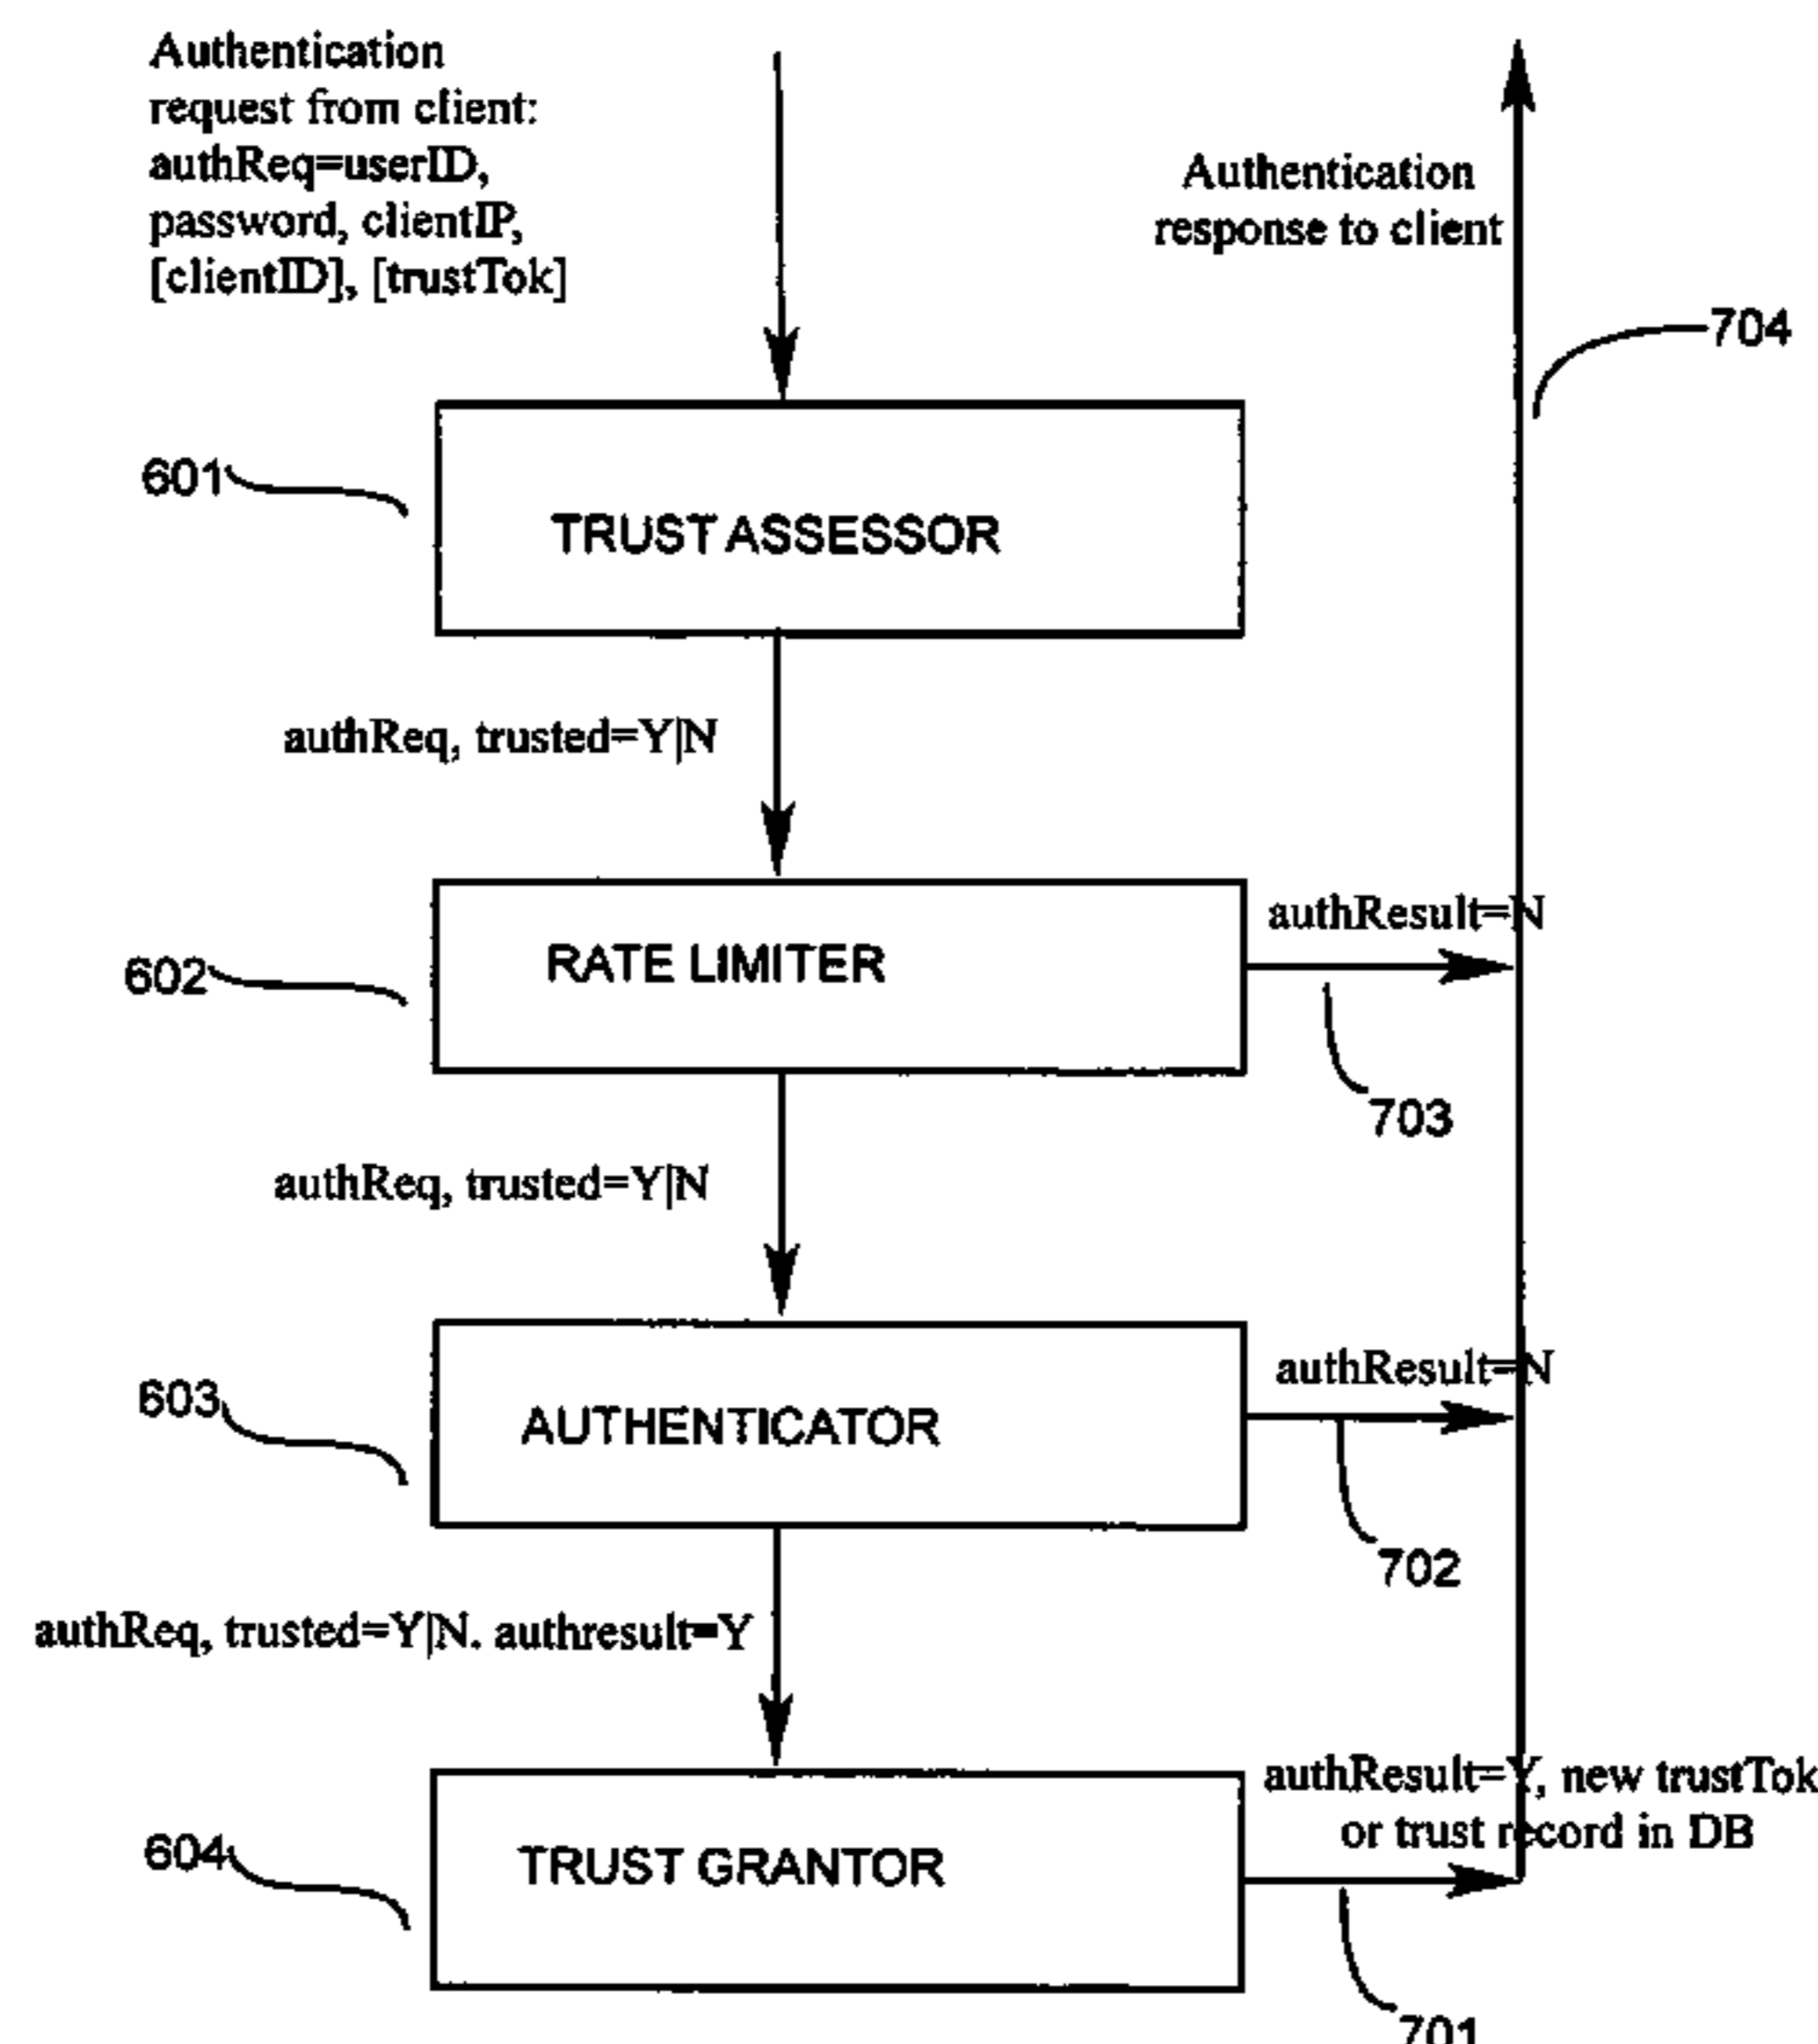 Authentication
request from client:
authReq=userID,
password, clientIP,
[clientID], [trustTok]
Authentication
response to client
704
601
TRUST ASSESSOR
authReq, trusted=Y|N
authResult=N
602
RATE LIMITER
703
authReq, trusted=Y|N
authResult=N
603
AUTHENTICATOR
702
authReq, trusted=Y|N. authresult=Y
authResult=Y, new trustTok
or trust record in DB
604
TRUST GRANTOR
701